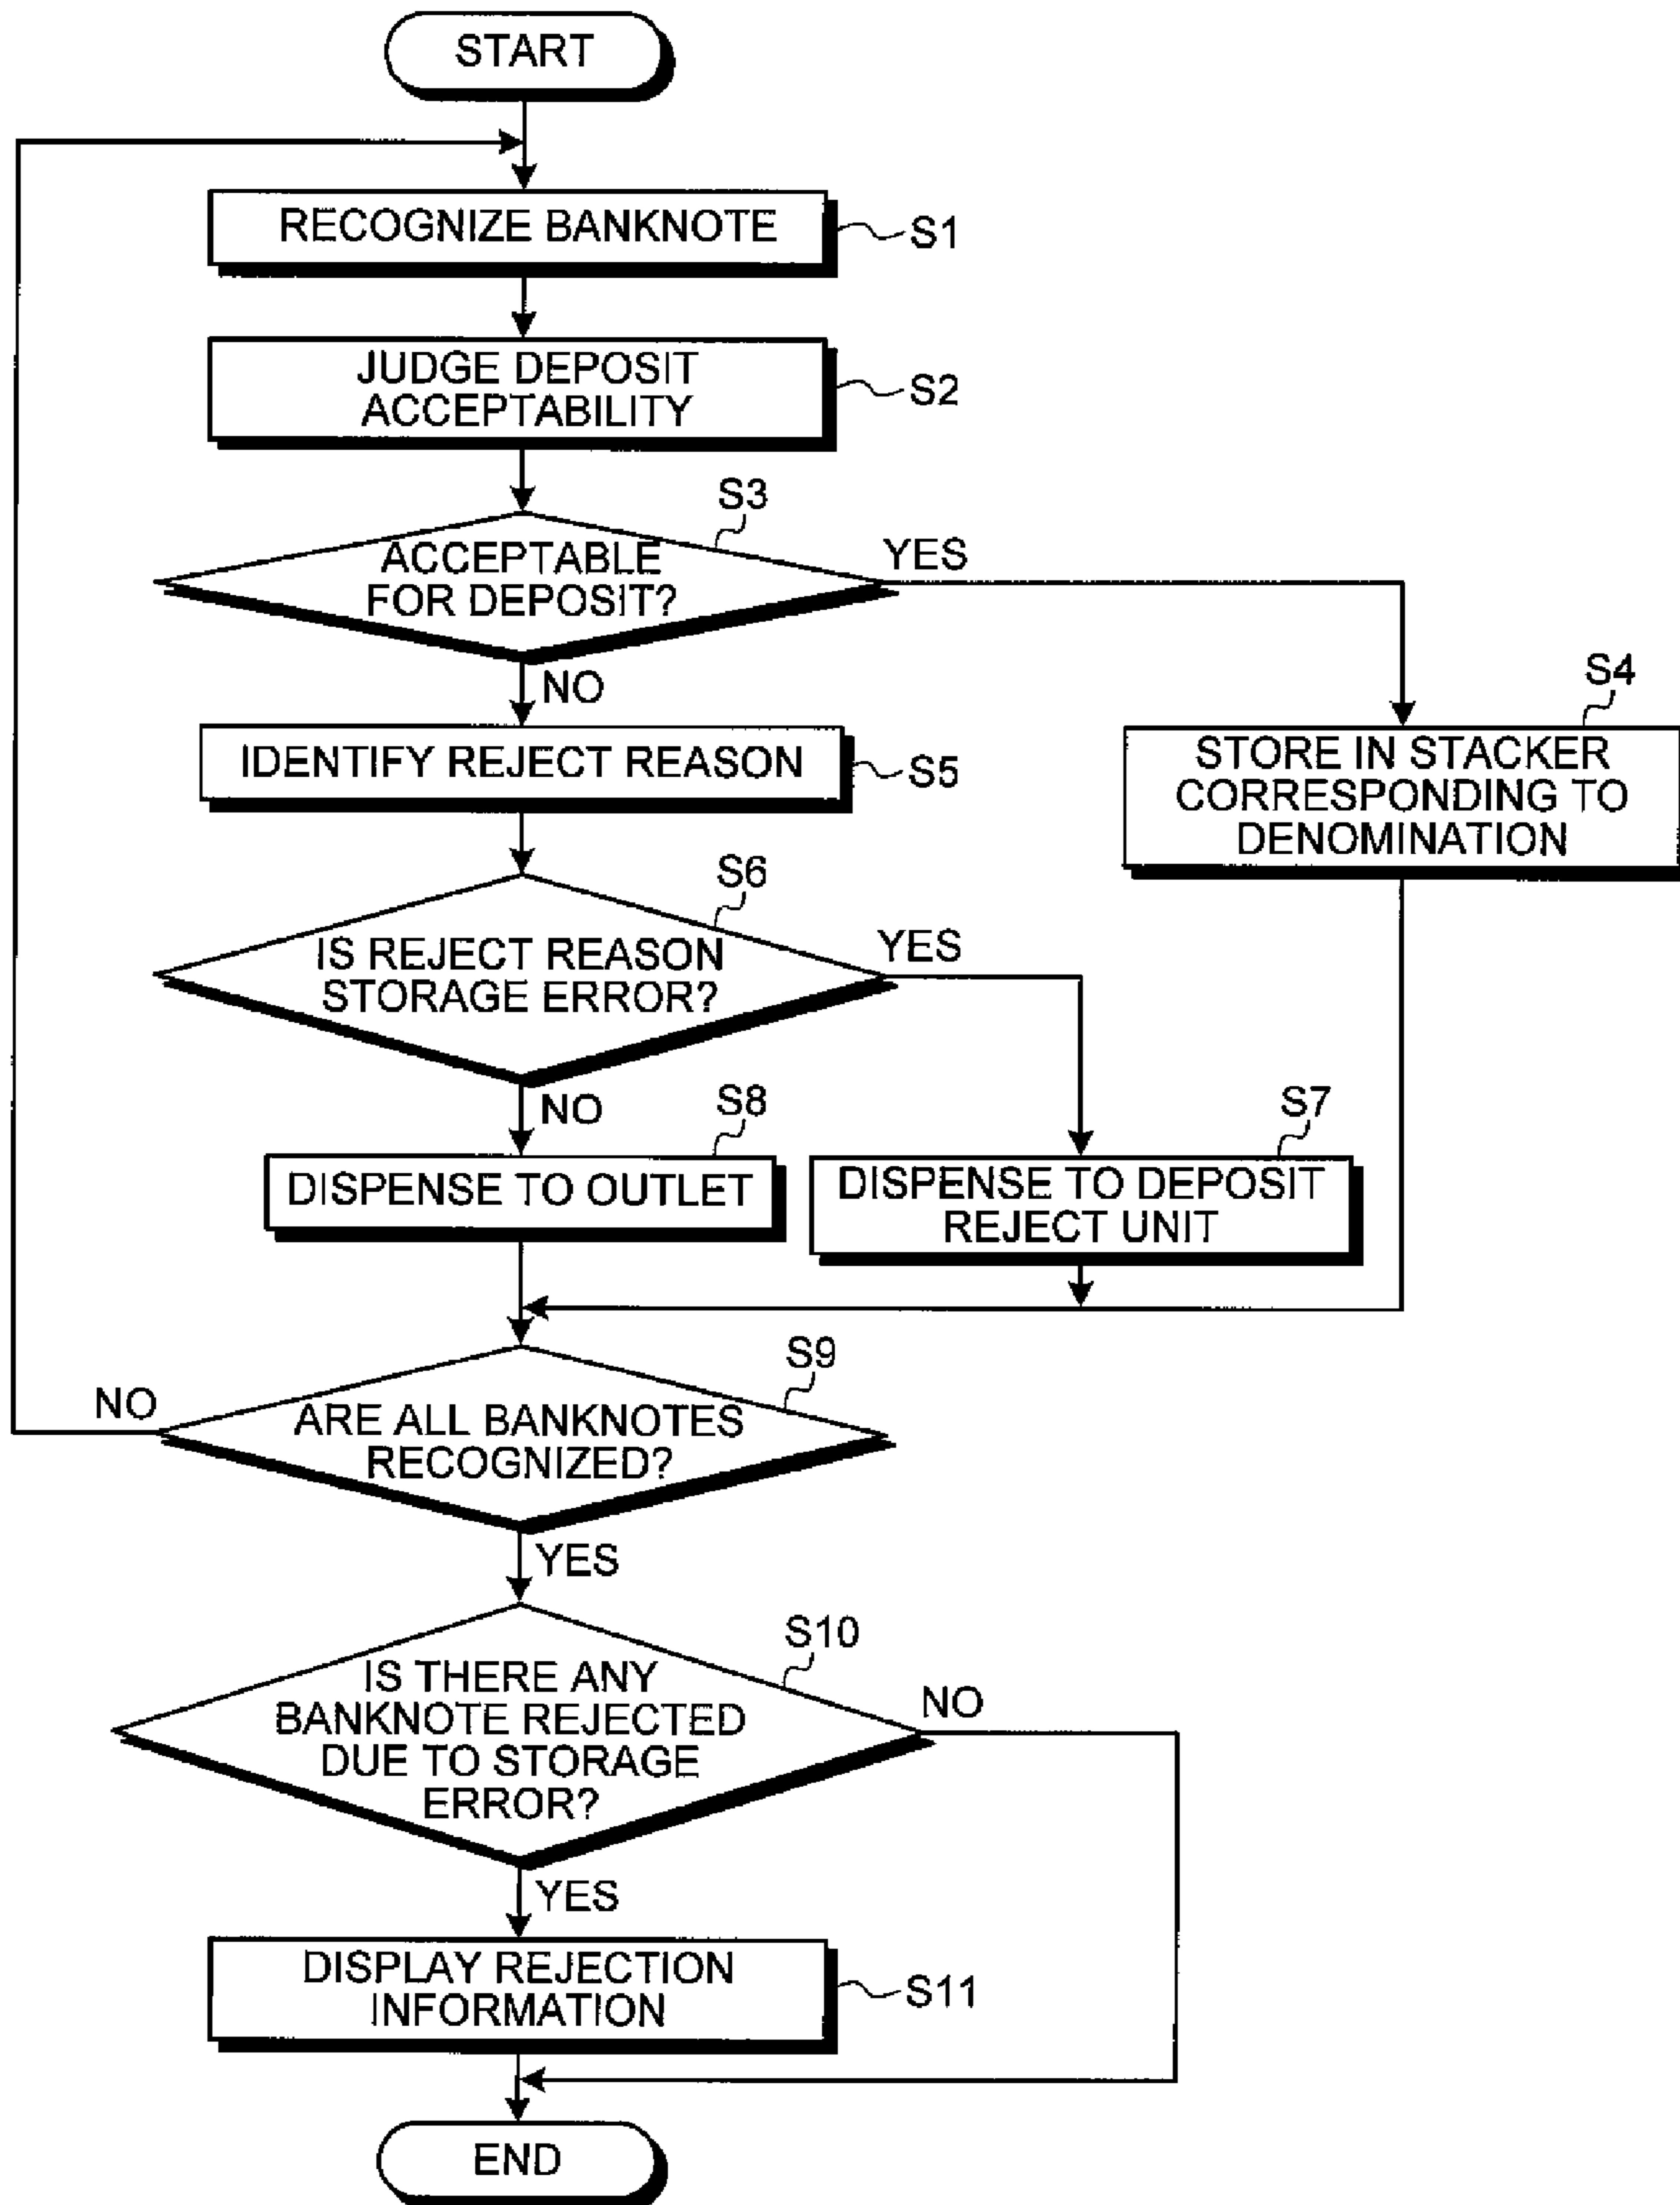 START
RECOGNIZE BANKNOTE
S1
JUDGE DEPOSIT
ACCEPTABILITY
S2
S3
ACCEPTABLE
FOR DEPOSIT?
YES
NO
S4
STORE IN STACKER
CORRESPONDING TO
DENOMINATION
IDENTIFY REJECT REASON
S5
S6
IS REJECT REASON
STORAGE ERROR?
YES
NO
S8
DISPENSE TO OUTLET
S7
DISPENSE TO DEPOSIT
REJECT UNIT
S9
NO
ARE ALL BANKNOTES
RECOGNIZED?
YES
S10
IS THERE ANY
BANKNOTE REJECTED
DUE TO STORAGE
ERROR?
NO
YES
DISPLAY REJECTION
INFORMATION
S11
END